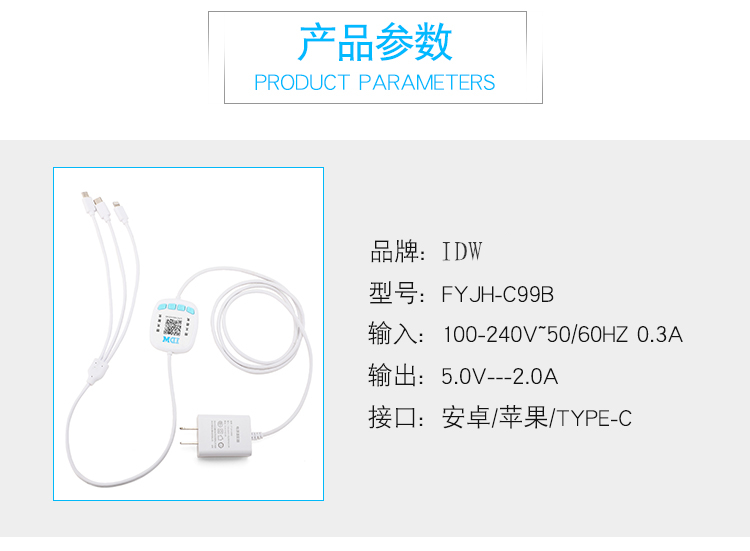 产品参数
PRODUCT PARAMETERS
品牌: IDW
型号: FYJH-C99B
输入: 100-240V~50/60HZ 0.3A
输出: 5.0V---2.0A
接口: 安卓/苹果/TYPE-C
IDW